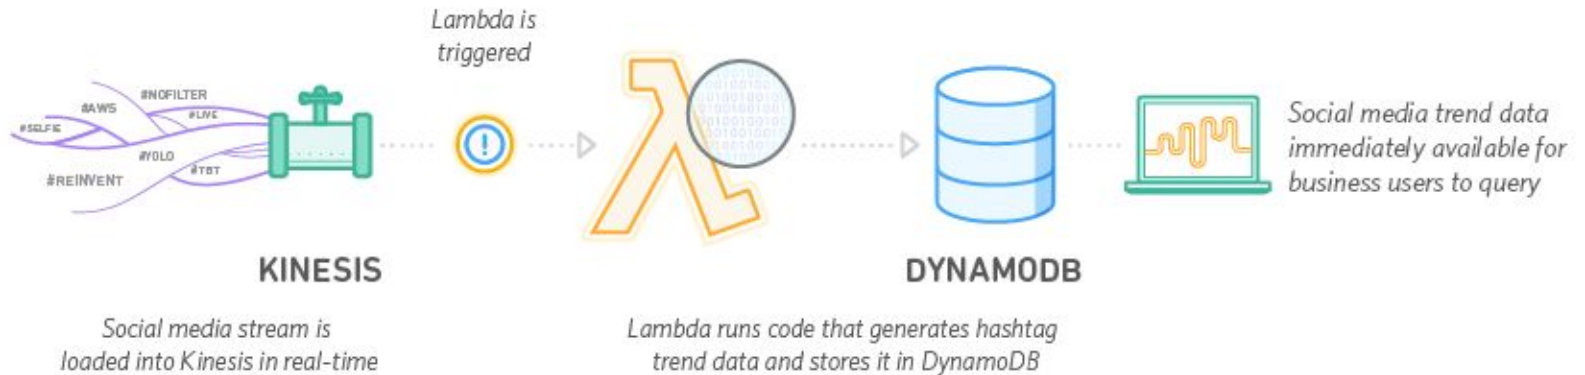 Lambda is
triggered
#NOFILTER
#AWS
#LIVE
#SELFIE
#YOLO
#TBT
#REINVENT
Social media trend data
immediately available for
business users to query
KINESIS
DYNAMODB
Social media stream is
loaded into Kinesis in real-time
Lambda runs code that generates hashtag
trend data and stores it in DynamoDB